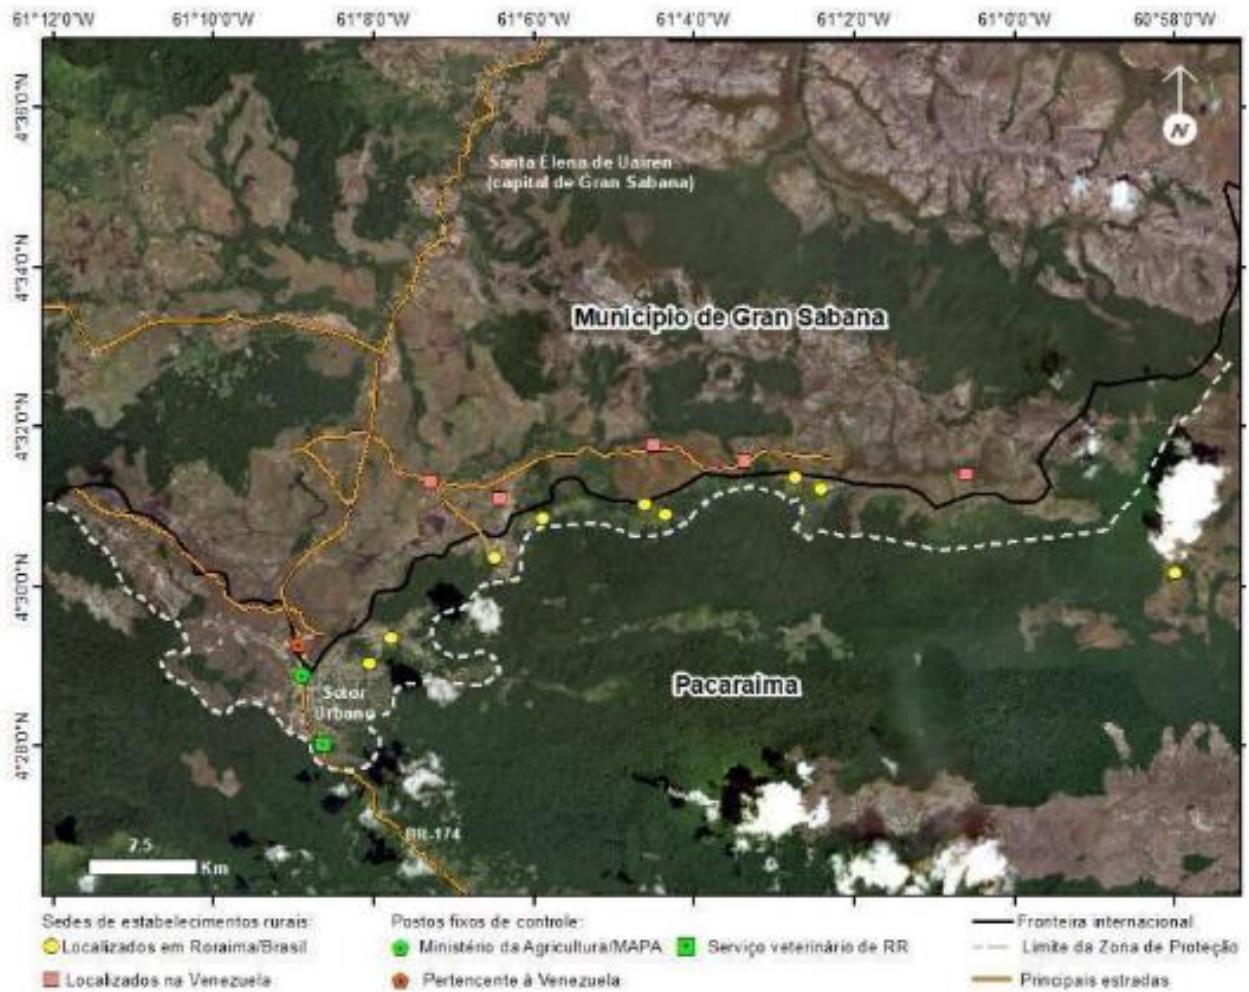 61°12'0"W 61°10'0"W 61°8'0"W 61°6'0"W 61°4'0"W 61°2'0"W 61°0'0"W 60°58'0"W
4°36'0"N
4°34'0"N
4°32'0"N
4°30'0"N
4°28'0"N
N
Santa Elena de Uairén
(capital de Gran Sabana)
Município de Gran Sabana
Pacaraima
Setor
Urbano
BR-174
2.5
Km
Sedes de estabelecimentos rurais:
Localizados em Roraima/Brasil
Localizados na Venezuela
Postos fixos de controle:
Ministério da Agricultura/MAPA
Serviço veterinário de RR
Pertencente à Venezuela
Fronteira internacional
Limite da Zona de Proteção
Principais estradas